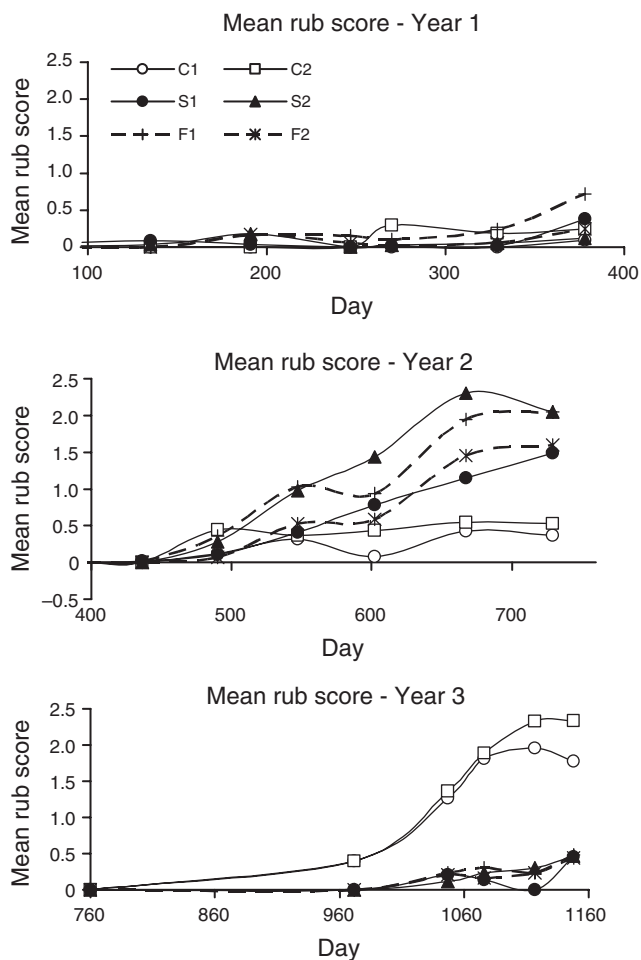 Mean rub score - Year 1
Mean rub score
2.5
2.0
1.5
1.0
0.5
0
C1 C2
S1 S2
F1 F2
100 200 300 400
Day
Mean rub score - Year 2
Mean rub score
2.5
2.0
1.5
1.0
0.5
0
–0.5
400 500 600 700
Day
Mean rub score - Year 3
Mean rub score
2.5
2.0
1.5
1.0
0.5
0
760 860 960 1060 1160
Day